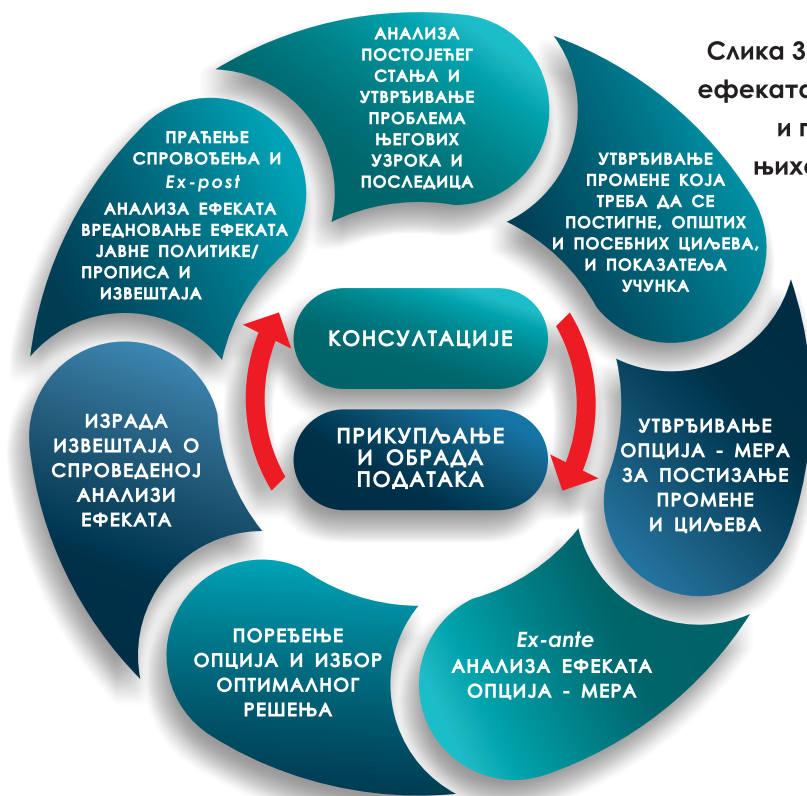 Слика 3
ефеката
и
АНАЛИЗА
ПОСТОЈЕЋЕГ
СТАЊА И
УТВРЂИВАЊЕ
ПРОБЛЕМА
ЊЕГОВИХ
УЗРОКА И
ПОСЛЕДИЦА
УТВРЂИВАЊЕ
ПРОМЕНЕ КОЈА
ТРЕБА ДА СЕ
ПОСТИГНЕ, ОПШТИХ
И ПОСЕБНИХ ЦИЉЕВА,
И ПОКАЗАТЕЉА
УЧУНКА
УТВРЂИВАЊЕ
ОПЦИЈА - МЕРА
ЗА ПОСТИЗАЊЕ
ПРОМЕНЕ
И ЦИЉЕВА
Ex-ante
АНАЛИЗА ЕФЕКАТА
ОПЦИЈА - МЕРА
ПОРЕЂЕЊЕ
ОПЦИЈА И ИЗБОР
ОПТИМАЛНОГ
РЕШЕЊА
ИЗРАДА
ИЗВЕШТАЈА О
СПРОВЕДЕНОЈ
АНАЛИЗИ
ЕФЕКАТА
ПРАЋЕЊЕ
СПРОВОЂЕЊА И
Ex-post
АНАЛИЗА ЕФЕКАТА
ВРЕДНОВАЊЕ ЕФЕКАТА
ЈАВНЕ ПОЛИТИКЕ/
ПРОПИСА И
ИЗВЕШТАЈА
КОНСУЛТАЦИЈЕ
ПРИКУПЉАЊЕ
И ОБРАДА
ПОДАТАКА